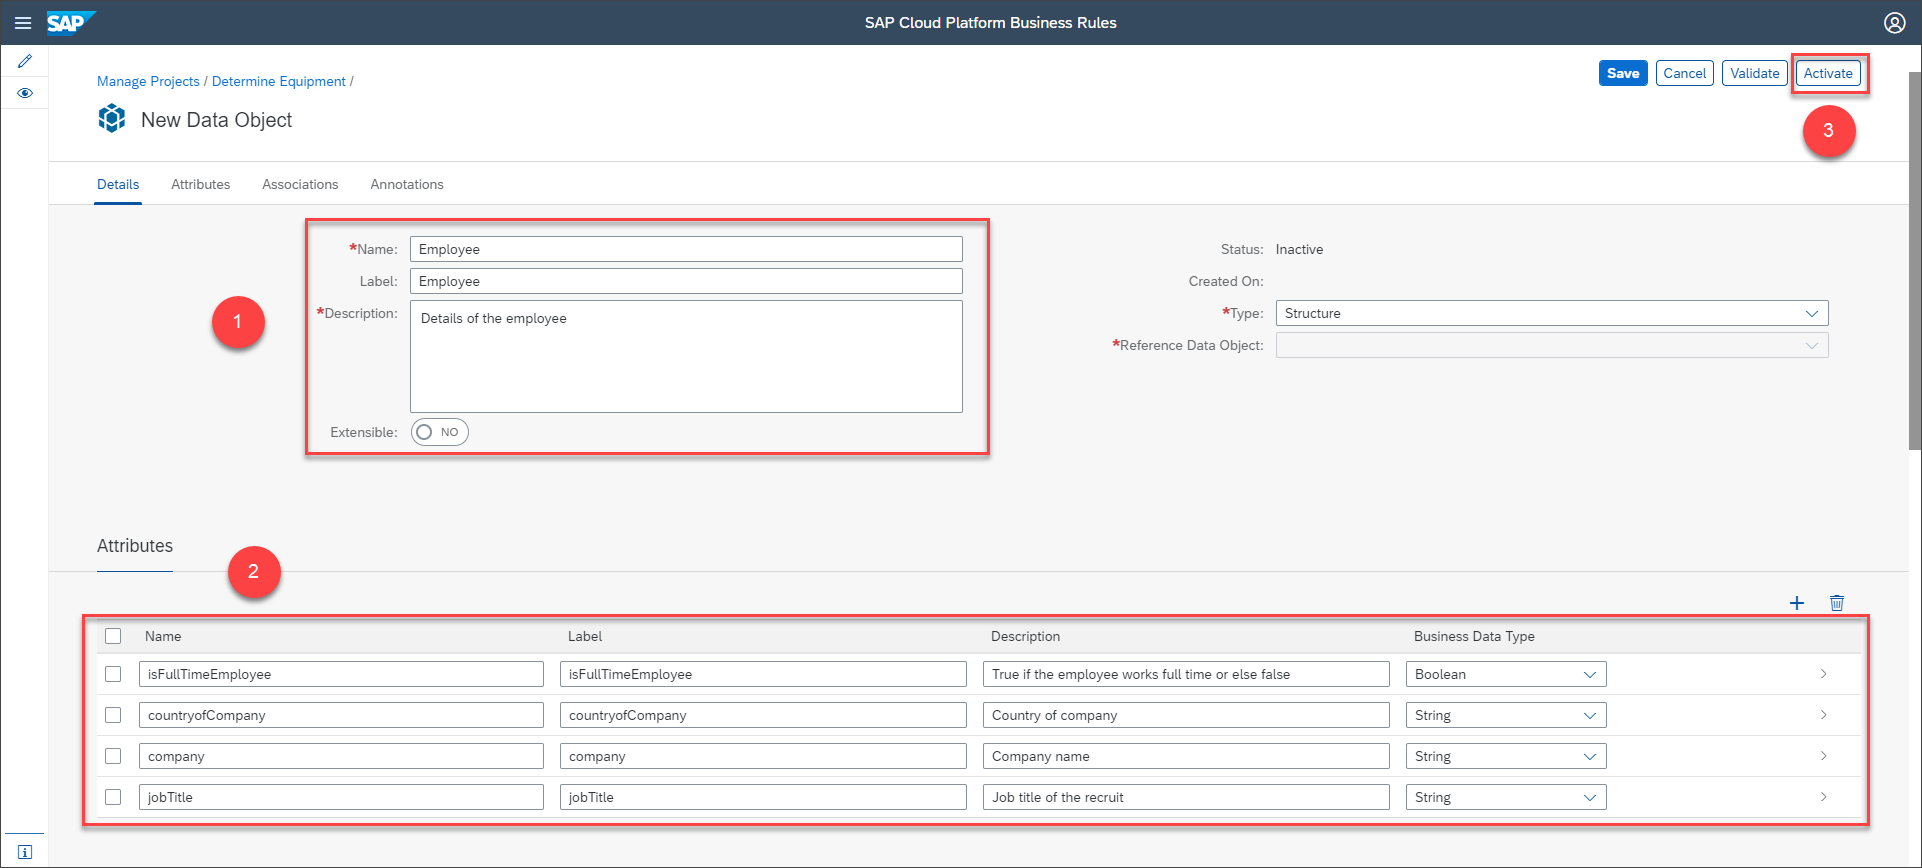 SAP
SAP Cloud Platform Business Rules
Manage Projects / Determine Equipment /
Save Cancel Validate Activate
New Data Object
3
Details Attributes Associations Annotations
*Name: Employee
Status: Inactive
Label: Employee
Created On:
*Description: Details of the employee
*Type: Structure
1
*Reference Data Object:
Extensible: NO
Attributes
2
Name Label Description Business Data Type
isFullTimeEmployee isFullTimeEmployee True if the employee works full time or else false Boolean
countryofCompany countryofCompany Country of company String
company company Company name String
jobTitle jobTitle Job title of the recruit String